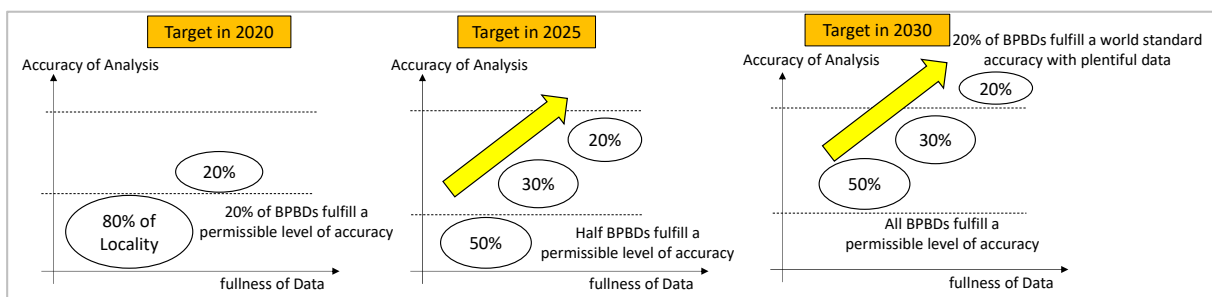 Target in 2020
Accuracy of Analysis
20%
80% of
Locality
20% of BPBDs fulfill a
permissible level of accuracy
fullness of Data
Target in 2025
Accuracy of Analysis
20%
30%
50%
Half BPBDs fulfill a
permissible level of accuracy
fullness of Data
Target in 2030
20% of BPBDs fulfill a world standard
accuracy with plentiful data
Accuracy of Analysis
20%
30%
50%
All BPBDs fulfill
a permissible level of accuracy
fullness of Data